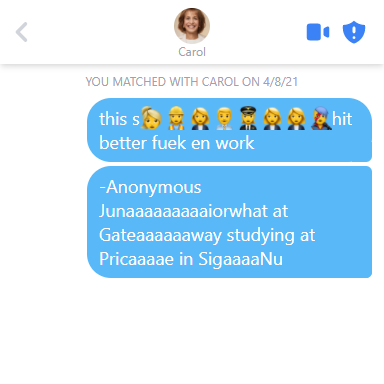 Carol
YOU MATCHED WITH CAROL ON 4/8/21
this s👩‍🍼👷‍♀️👩‍💼👨‍💼👨‍✈️👩‍💼👩‍💼👩‍🎤hit
better fuek en work
-Anonymous
Junaaaaaaaaaiorwhat at
Gateaaaaaaway studying at
Pricaaaae in SigaaaaNu